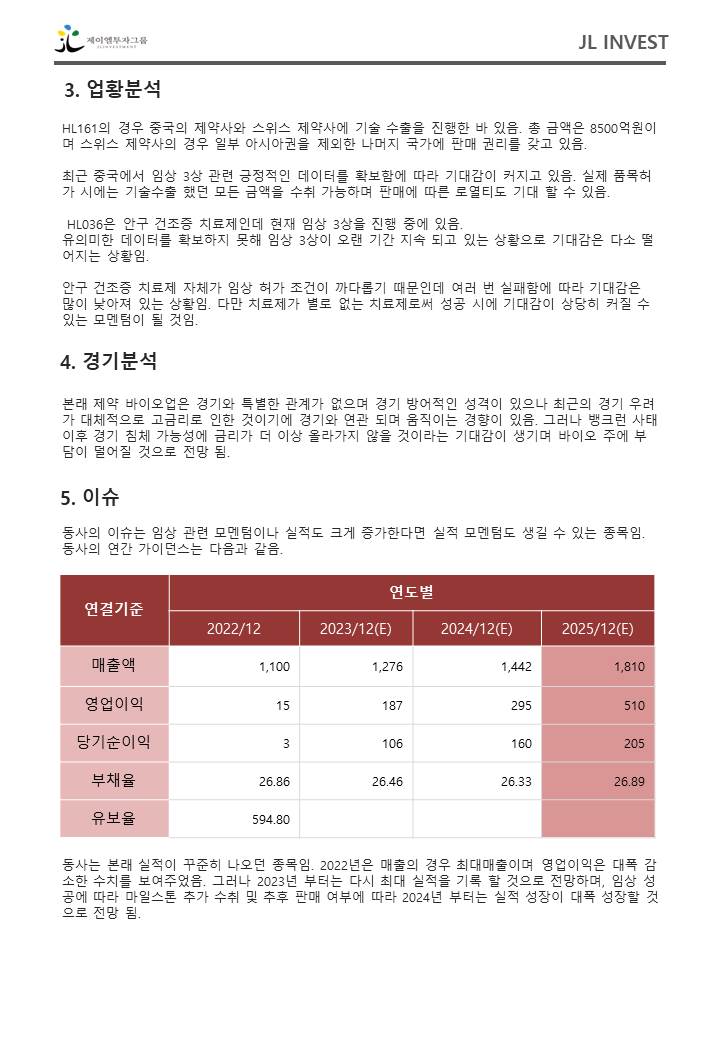 제이엘투자그룹
JLINVESTMENT
JL INVEST
3. 업황분석
HL161의 경우 중국의 제약사와 스위스 제약사에 기술 수출을 진행한 바 있음. 총 금액은 8500억원이
며 스위스 제약사의 경우 일부 아시아권을 제외한 나머지 국가에 판매 권리를 갖고 있음.
최근 중국에서 임상 3상 관련 긍정적인 데이터를 확보함에 따라 기대감이 커지고 있음. 실제 품목허
가 시에는 기술수출 했던 모든 금액을 수취 가능하며 판매에 따른 로열티도 기대 할 수 있음.
HL036은 안구 건조증 치료제인데 현재 임상 3상을 진행 중에 있음.
유의미한 데이터를 확보하지 못해 임상 3상이 오랜 기간 지속 되고 있는 상황으로 기대감은 다소 떨
어지는 상황임.
안구 건조증 치료제 자체가 임상 허가 조건이 까다롭기 때문인데 여러 번 실패함에 따라 기대감은
많이 낮아져 있는 상황임. 다만 치료제가 별로 없는 치료제로써 성공 시에 기대감이 상당히 커질 수
있는 모멘텀이 될 것임.
4. 경기분석
본래 제약 바이오업은 경기와 특별한 관계가 없으며 경기 방어적인 성격이 있으나 최근의 경기 우려
가 대체적으로 고금리로 인한 것이기에 경기와 연관 되며 움직이는 경향이 있음. 그러나 뱅크런 사태
이후 경기 침체 가능성에 금리가 더 이상 올라가지 않을 것이라는 기대감이 생기며 바이오 주에 부
담이 덜어질 것으로 전망 됨.
5. 이슈
동사의 이슈는 임상 관련 모멘텀이나 실적도 크게 증가한다면 실적 모멘텀도 생길 수 있는 종목임.
동사의 연간 가이던스는 다음과 같음.
연결기준 연도별
2022/12 2023/12(E) 2024/12(E) 2025/12(E)
매출액 1,100 1,276 1,442 1,810
영업이익 15 187 295 510
당기순이익 3 106 160 205
부채율 26.86 26.46 26.33 26.89
유보율 594.80
동사는 본래 실적이 꾸준히 나오던 종목임. 2022년은 매출의 경우 최대매출이며 영업이익은 대폭 감
소한 수치를 보여주었음. 그러나 2023년 부터는 다시 최대 실적을 기록 할 것으로 전망하며, 임상 성
공에 따라 마일스톤 추가 수취 및 추후 판매 여부에 따라 2024년 부터는 실적 성장이 대폭 성장할 것
으로 전망 됨.